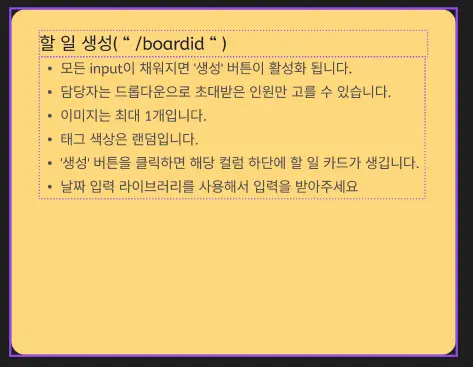 할 일 생성( “ /boardid “ )
• 모든 input이 채워지면 '생성' 버튼이 활성화 됩니다.
• 담당자는 드롭다운으로 초대받은 인원만 고를 수 있습니다.
• 이미지는 최대 1개입니다.
• 태그 색상은 랜덤입니다.
• '생성' 버튼을 클릭하면 해당 컬럼 하단에 할 일 카드가 생깁니다.
• 날짜 입력 라이브러리를 사용해서 입력을 받아주세요